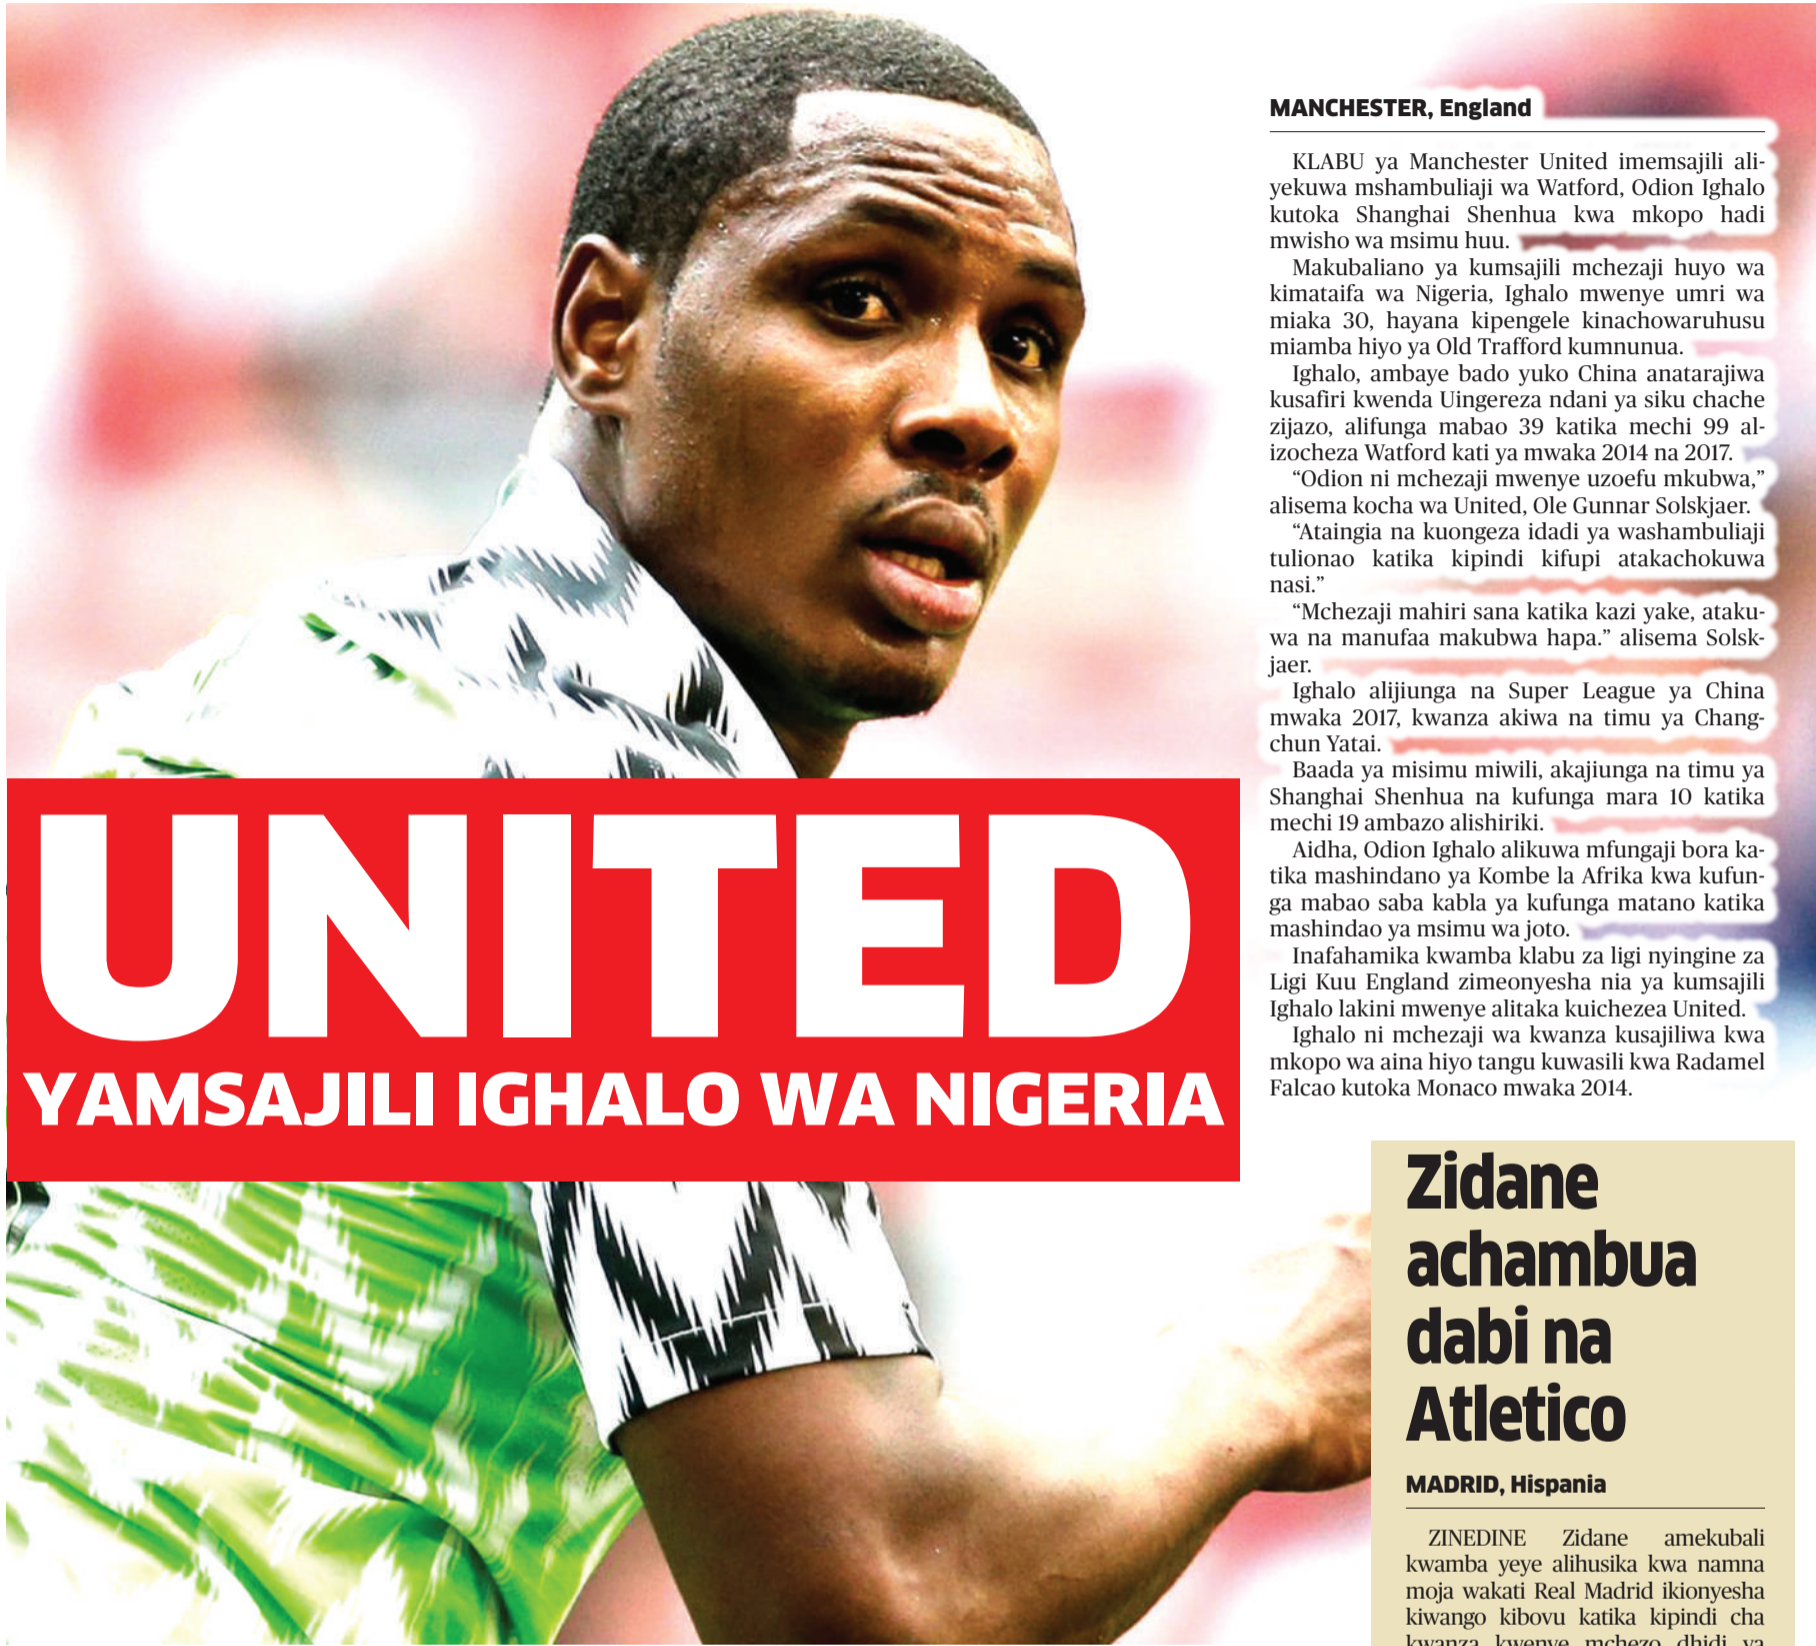 MANCHESTER, England
KLABU ya Manchester United imemsajili ali-
yekuwa mshambuliaji wa Watford, Odion Ighalo
kutoka Shanghai Shenhua kwa mkopo hadi
mwisho wa msimu huu.
Makubaliano ya kumsajili mchezaji huyo wa
kimataifa wa Nigeria, Ighalo mwenye umri wa
miaka 30, hayana kipengele kinachowaruhusu
miamba hiyo ya Old Trafford kumnunua.
Ighalo, ambaye bado yuko China anatarajiwa
kusafiri kwenda Uingereza ndani ya siku chache
zijazo, alifunga mabao 39 katika mechi 99 al-
izocheza Watford kati ya mwaka 2014 na 2017.
“Odion ni mchezaji mwenye uzoefu mkubwa,”
alisema kocha wa United, Ole Gunnar Solskjaer.
“Ataingia na kuongeza idadi ya washambuliaji
tulionao katika kipindi kifupi atakachokuwa
nasi.”
“Mchezaji mahiri sana katika kazi yake, ataku-
wa na manufaa makubwa hapa.” alisema Solsk-
jaer.
Ighalo alijiunga na Super League ya China
mwaka 2017, kwanza akiwa na timu ya Chang-
chun Yatai.
Baada ya misimu miwili, akajiunga na timu ya
Shanghai Shenhua na kufunga mara 10 katika
mechi 19 ambazo alishiriki.
Aidha, Odion Ighalo alikuwa mfungaji bora ka-
tika mashindano ya Kombe la Afrika kwa kufun-
ga mabao saba kabla ya kufunga matano katika
mashindao ya msimu wa joto.
Inafahamika kwamba klabu za ligi nyingine za
Ligi Kuu England zimeonyesha nia ya kumsajili
Ighalo lakini mwenye alitaka kuichezea United.
Ighalo ni mchezaji wa kwanza kusajiliwa kwa
mkopo wa aina hiyo tangu kuwasili kwa Radamel
Falcao kutoka Monaco mwaka 2014.
UNITED
YAMSAJILI IGHALO WA NIGERIA
Zidane
achambua
dabi na
Atletico
MADRID, Hispania
ZINEDINE Zidane amekubali
kwamba yeye alihusika kwa namna
moja wakati Real Madrid ikionyesha
kiwango kibovu katika kipindi cha
kwanza kwenye mchezo dhidi ya